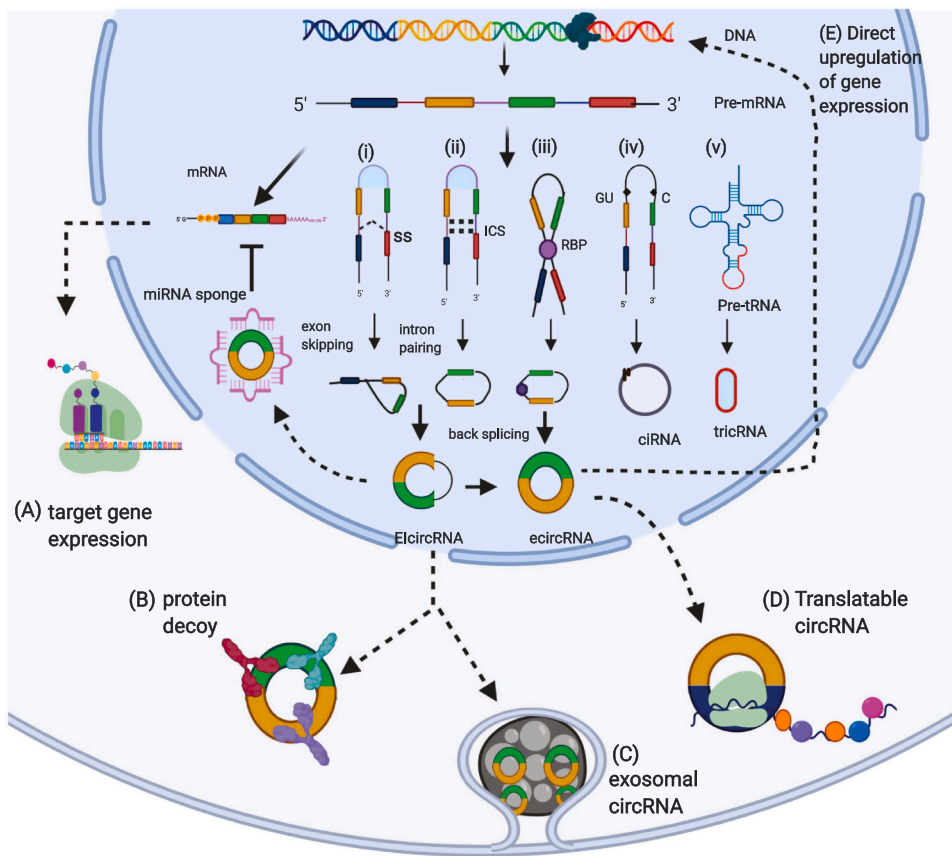 DNA
(E) Direct
upregulation
of gene
expression
5'
3'
Pre-mRNA
mRNA
(i)
(ii)
(iii)
(iv)
(v)
GU
C
SS
ICS
RBP
5'
3'
5'
3'
5'
3'
Pre-tRNA
miRNA sponge
exon
skipping
intron
pairing
ciRNA
tricRNA
back splicing
EIcircRNA
ecircRNA
(A) target gene
expression
(B) protein
decoy
(C)
exosomal
circRNA
(D) Translatable
circRNA